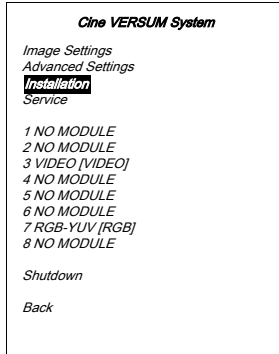 Cine VERSUM System
Image Settings
Advanced Settings
Installation
Service
1 NO MODULE
2 NO MODULE
3 VIDEO [VIDEO]
4 NO MODULE
5 NO MODULE
6 NO MODULE
7 RGB-YUV [RGB]
8 NO MODULE
Shutdown
Back